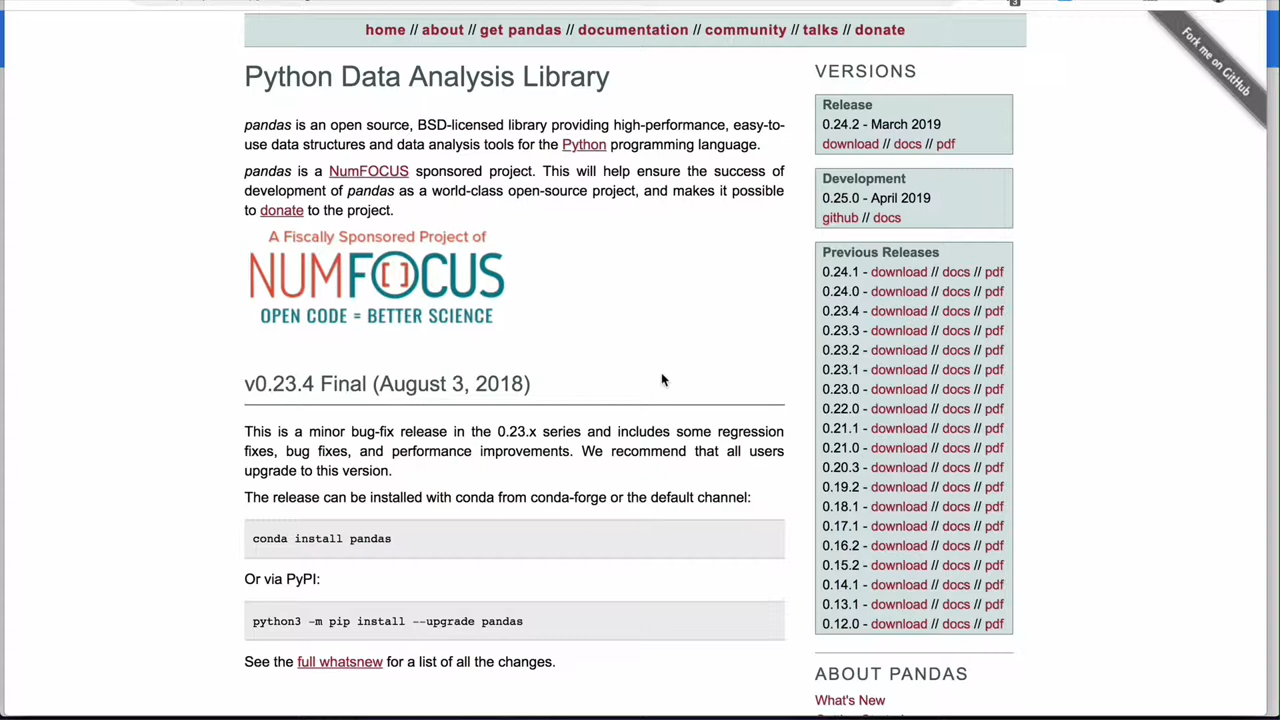 home // about // get pandas // documentation // community // talks // donate
Fork me on GitHub
Python Data Analysis Library
pandas is an open source, BSD-licensed library providing high-performance, easy-to-
use data structures and data analysis tools for the Python programming language.
pandas is a NumFOCUS sponsored project. This will help ensure the success of
development of pandas as a world-class open-source project, and makes it possible
to donate to the project.
A Fiscally Sponsored Project of
NUMFOCUS
OPEN CODE = BETTER SCIENCE
v0.23.4 Final (August 3, 2018)
This is a minor bug-fix release in the 0.23.x series and includes some regression
fixes, bug fixes, and performance improvements. We recommend that all users
upgrade to this version.
The release can be installed with conda from conda-forge or the default channel:
conda install pandas
Or via PyPI:
python3 -m pip install --upgrade pandas
See the full whatsnew for a list of all the changes.
VERSIONS
Release
0.24.2 - March 2019
download // docs // pdf
Development
0.25.0 - April 2019
github // docs
Previous Releases
0.24.1 - download // docs // pdf
0.24.0 - download // docs // pdf
0.23.4 - download // docs // pdf
0.23.3 - download // docs // pdf
0.23.2 - download // docs // pdf
0.23.1 - download // docs // pdf
0.23.0 - download // docs // pdf
0.22.0 - download // docs // pdf
0.21.1 - download // docs // pdf
0.21.0 - download // docs // pdf
0.20.3 - download // docs // pdf
0.19.2 - download // docs // pdf
0.18.1 - download // docs // pdf
0.17.1 - download // docs // pdf
0.16.2 - download // docs // pdf
0.15.2 - download // docs // pdf
0.14.1 - download // docs // pdf
0.13.1 - download // docs // pdf
0.12.0 - download // docs // pdf
ABOUT PANDAS
What's New